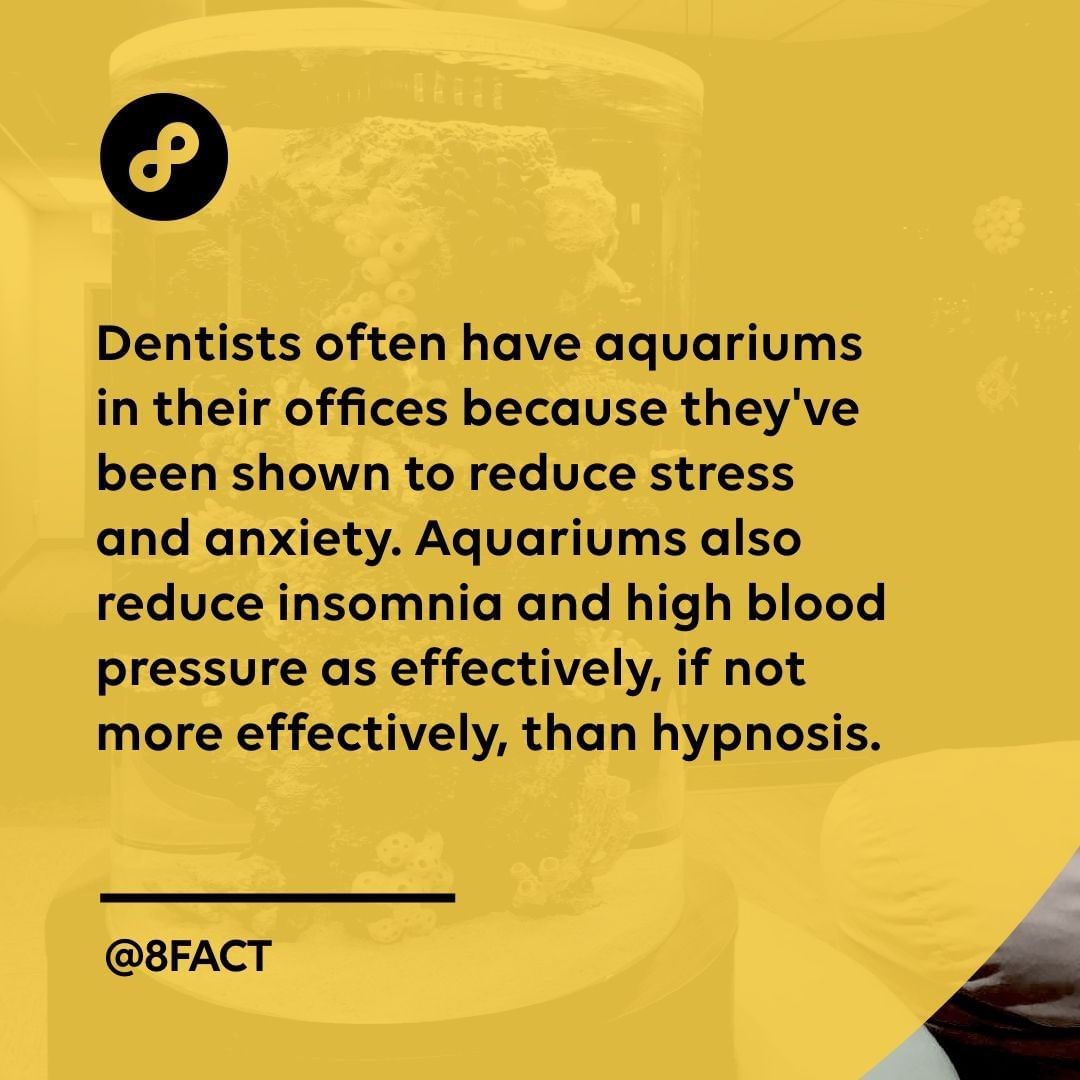 Dentists often have aquariums
in their offices because they've
been shown to reduce stress
and anxiety. Aquariums also
reduce insomnia and high blood
pressure as effectively, if not
more effectively, than hypnosis.
@8FACT